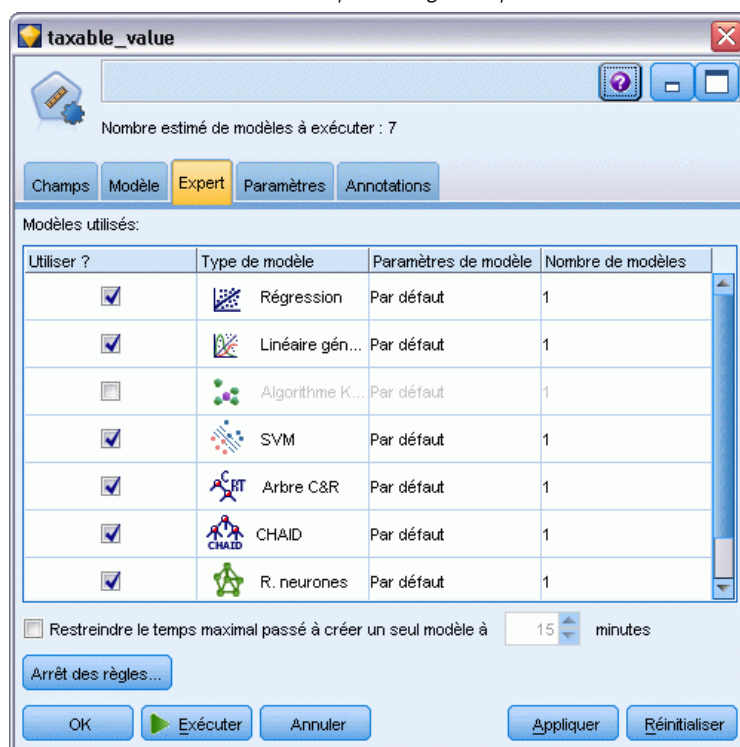 taxable_value
Nombre estimé de modèles à exécuter : 7
Champs Modèle Expert Paramètres Annotations
Modèles utilisés:
Utiliser ? Type de modèle Paramètres de modèle Nombre de modèles
Régression Par défaut 1
Linéaire gén... Par défaut 1
Algorithme K... Par défaut 1
SVM Par défaut 1
CRT Arbre C&R Par défaut 1
CHAID CHAID Par défaut 1
R. neurones Par défaut 1
Restreindre le temps maximal passé à créer un seul modèle à 15 minutes
Arrêt des règles...
OK Exécuter Annuler Appliquer Réinitialiser